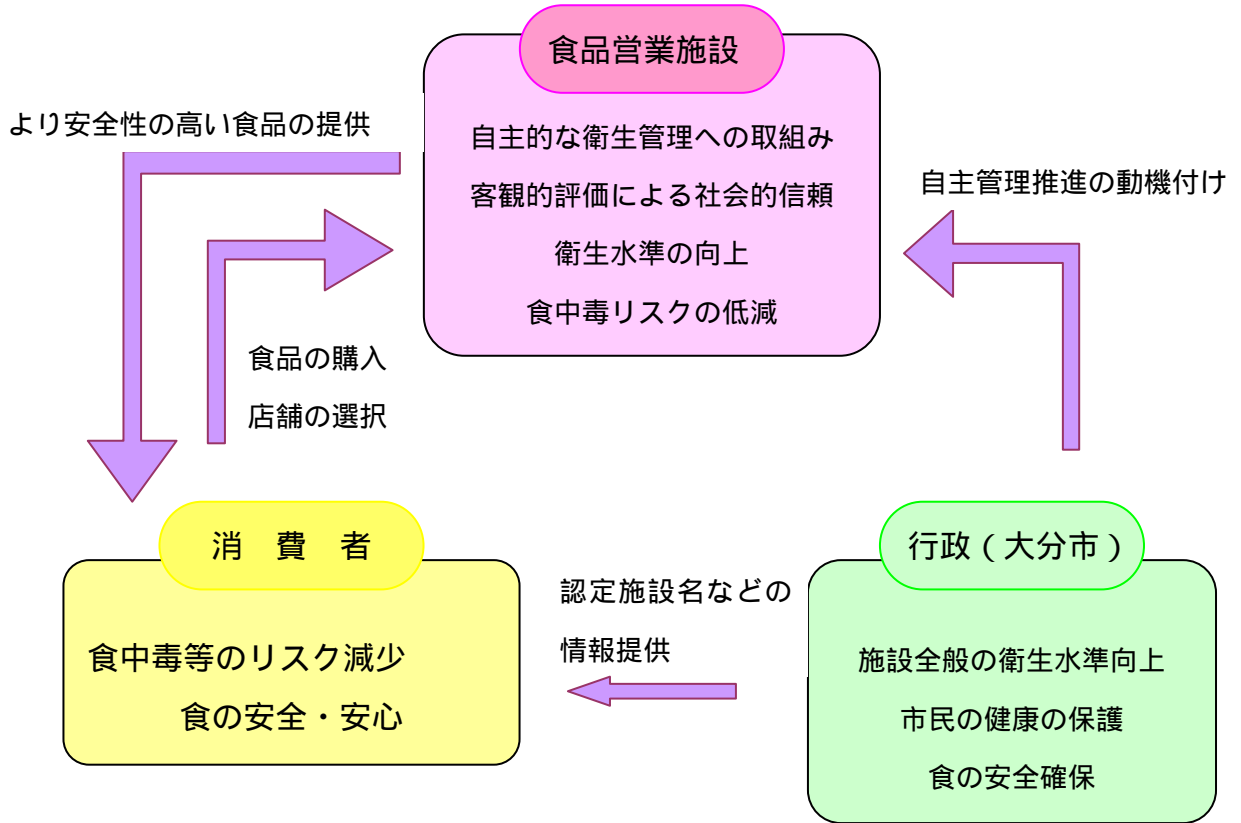 食品営業施設
自主的な衛生管理への取組み
客観的評価による社会的信頼
衛生水準の向上
食中毒リスクの低減
より安全性の高い食品の提供
自主管理推進の動機付け
食品の購入
店舗の選択
消　費　者
食中毒等のリスク減少
食の安全・安心
認定施設名などの
情報提供
行政（大分市）
施設全般の衛生水準向上
市民の健康の保護
食の安全確保